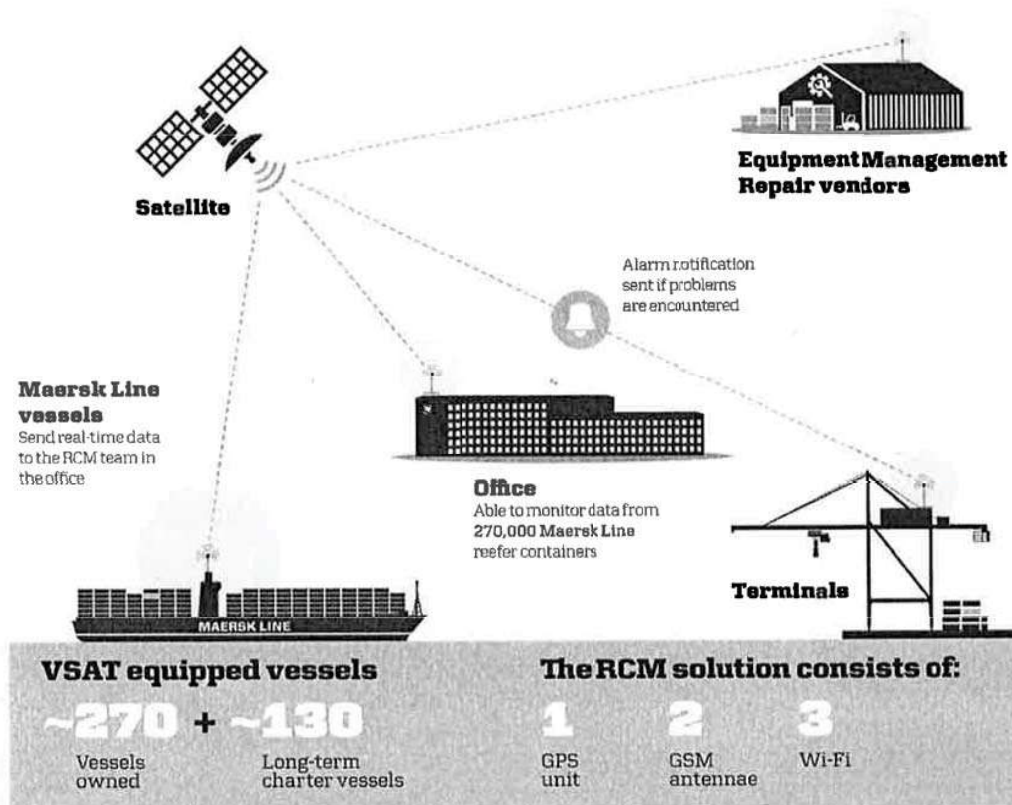 Satellite
Equipment Management
Repair vendors
Alarm notification
sent if problems
are encountered
Maersk Line
vessels
Send real-time data
to the RCM team in
the office
Office
Able to monitor data from
270,000 Maersk Line
reefer containers
Terminals
MAERSK LINE
VSAT equipped vessels
~270 + ~130
Vessels
owned
Long-term
charter vessels
The RCM solution consists of:
1 2 3
GPS
unit
GSM
antennae
Wi-Fi